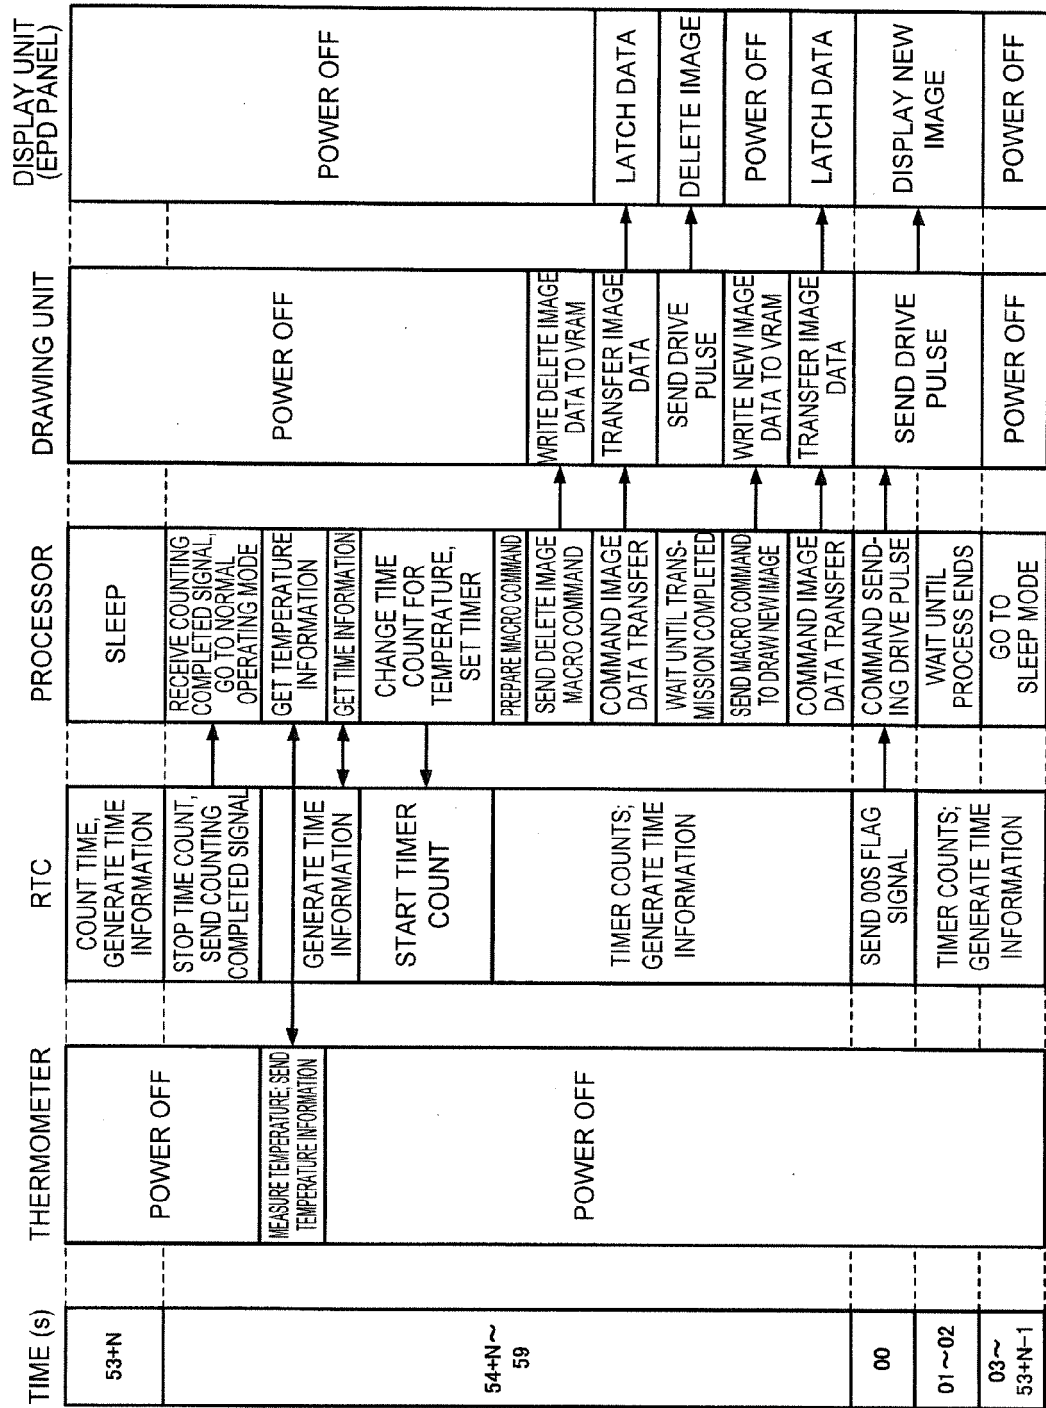 TIME (s)
53+N
54+N~
59
00
01~02
03~
53+N-1
THERMOMETER
POWER OFF
MEASURE TEMPERATURE; SEND
TEMPERATURE INFORMATION
POWER OFF
RTC
COUNT TIME,
GENERATE TIME
INFORMATION
STOP TIME COUNT,
SEND COUNTING
COMPLETED SIGNAL
GENERATE TIME
INFORMATION
START TIMER
COUNT
TIMER COUNTS;
GENERATE TIME
INFORMATION
SEND 00S FLAG
SIGNAL
TIMER COUNTS;
GENERATE TIME
INFORMATION
PROCESSOR
SLEEP
RECEIVE COUNTING
COMPLETED SIGNAL,
GO TO NORMAL
OPERATING MODE
GET TEMPERATURE
INFORMATION
GET TIME INFORMATION
CHANGE TIME
COUNT FOR
TEMPERATURE,
SET TIMER
PREPARE MACRO COMMAND
SEND DELETE IMAGE
MACRO COMMAND
COMMAND IMAGE
DATA TRANSFER
WAIT UNTIL TRANS-
MISSION COMPLETED
SEND MACRO COMMAND
TO DRAW NEW IMAGE
COMMAND IMAGE
DATA TRANSFER
COMMAND SEND-
ING DRIVE PULSE
WAIT UNTIL
PROCESS ENDS
GO TO
SLEEP MODE
DRAWING UNIT
POWER OFF
WRITE DELETE IMAGE
DATA TO VRAM
TRANSFER IMAGE
DATA
SEND DRIVE
PULSE
WRITE NEW IMAGE
DATA TO VRAM
TRANSFER IMAGE
DATA
SEND DRIVE
PULSE
POWER OFF
DISPLAY UNIT
(EPD PANEL)
POWER OFF
LATCH DATA
DELETE IMAGE
POWER OFF
LATCH DATA
DISPLAY NEW
IMAGE
POWER OFF